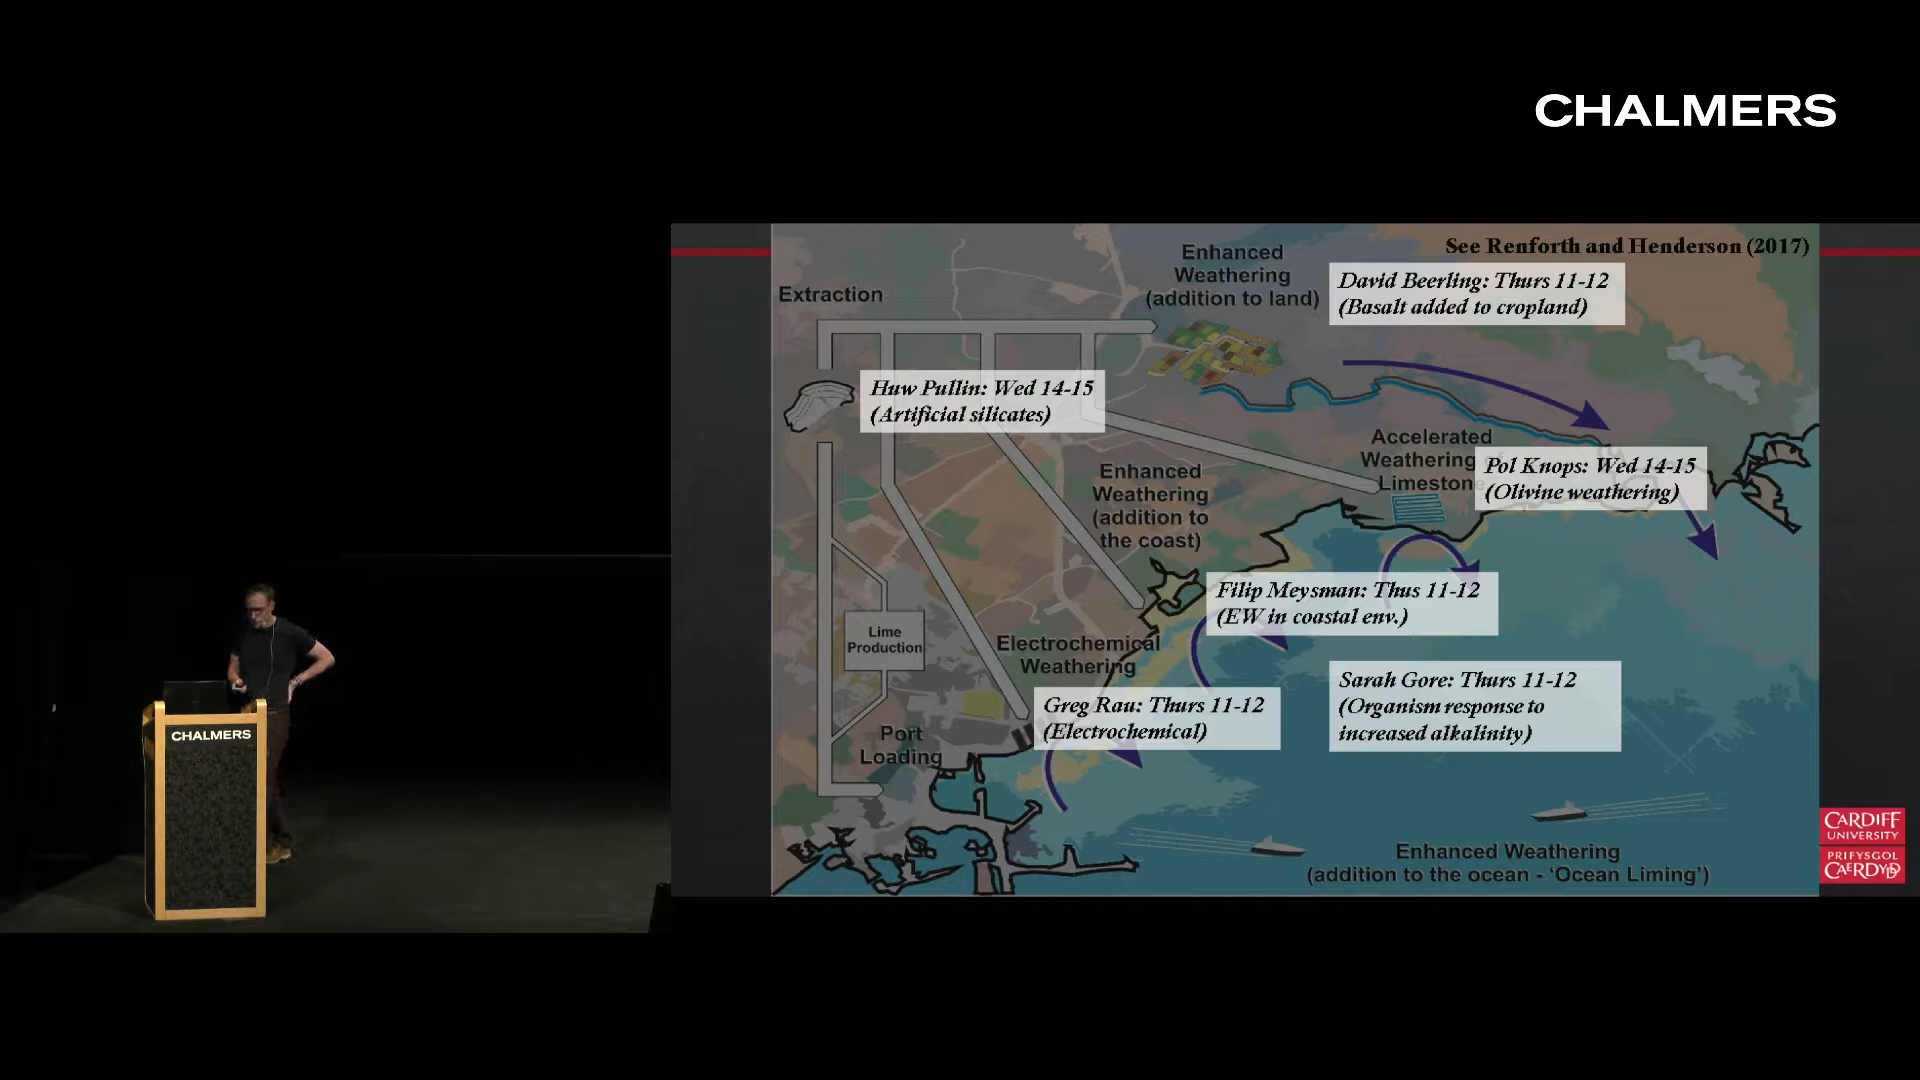 CHALMERS
See Renforth and Henderson (2017)
Enhanced
Weathering
(addition to land)
David Beerling: Thurs 11-12
(Basalt added to cropland)
Extraction
Huw Pullin: Wed 14-15
(Artificial silicates)
Accelerated
Weathering
Limestone
Pol Knops: Wed 14-15
(Olivine weathering)
Enhanced
Weathering
(addition to
the coast)
Filip Meysman: Thus 11-12
(EW in coastal env.)
Lime
Production
Electrochemical
Weathering
Greg Rau: Thurs 11-12
(Electrochemical)
Sarah Gore: Thurs 11-12
(Organism response to
increased alkalinity)
Port
Loading
Enhanced Weathering
(addition to the ocean - ‘Ocean Liming’)
CARDIFF
UNIVERSITY
PRIFYSGOL
CAERDYDD
CHALMERS